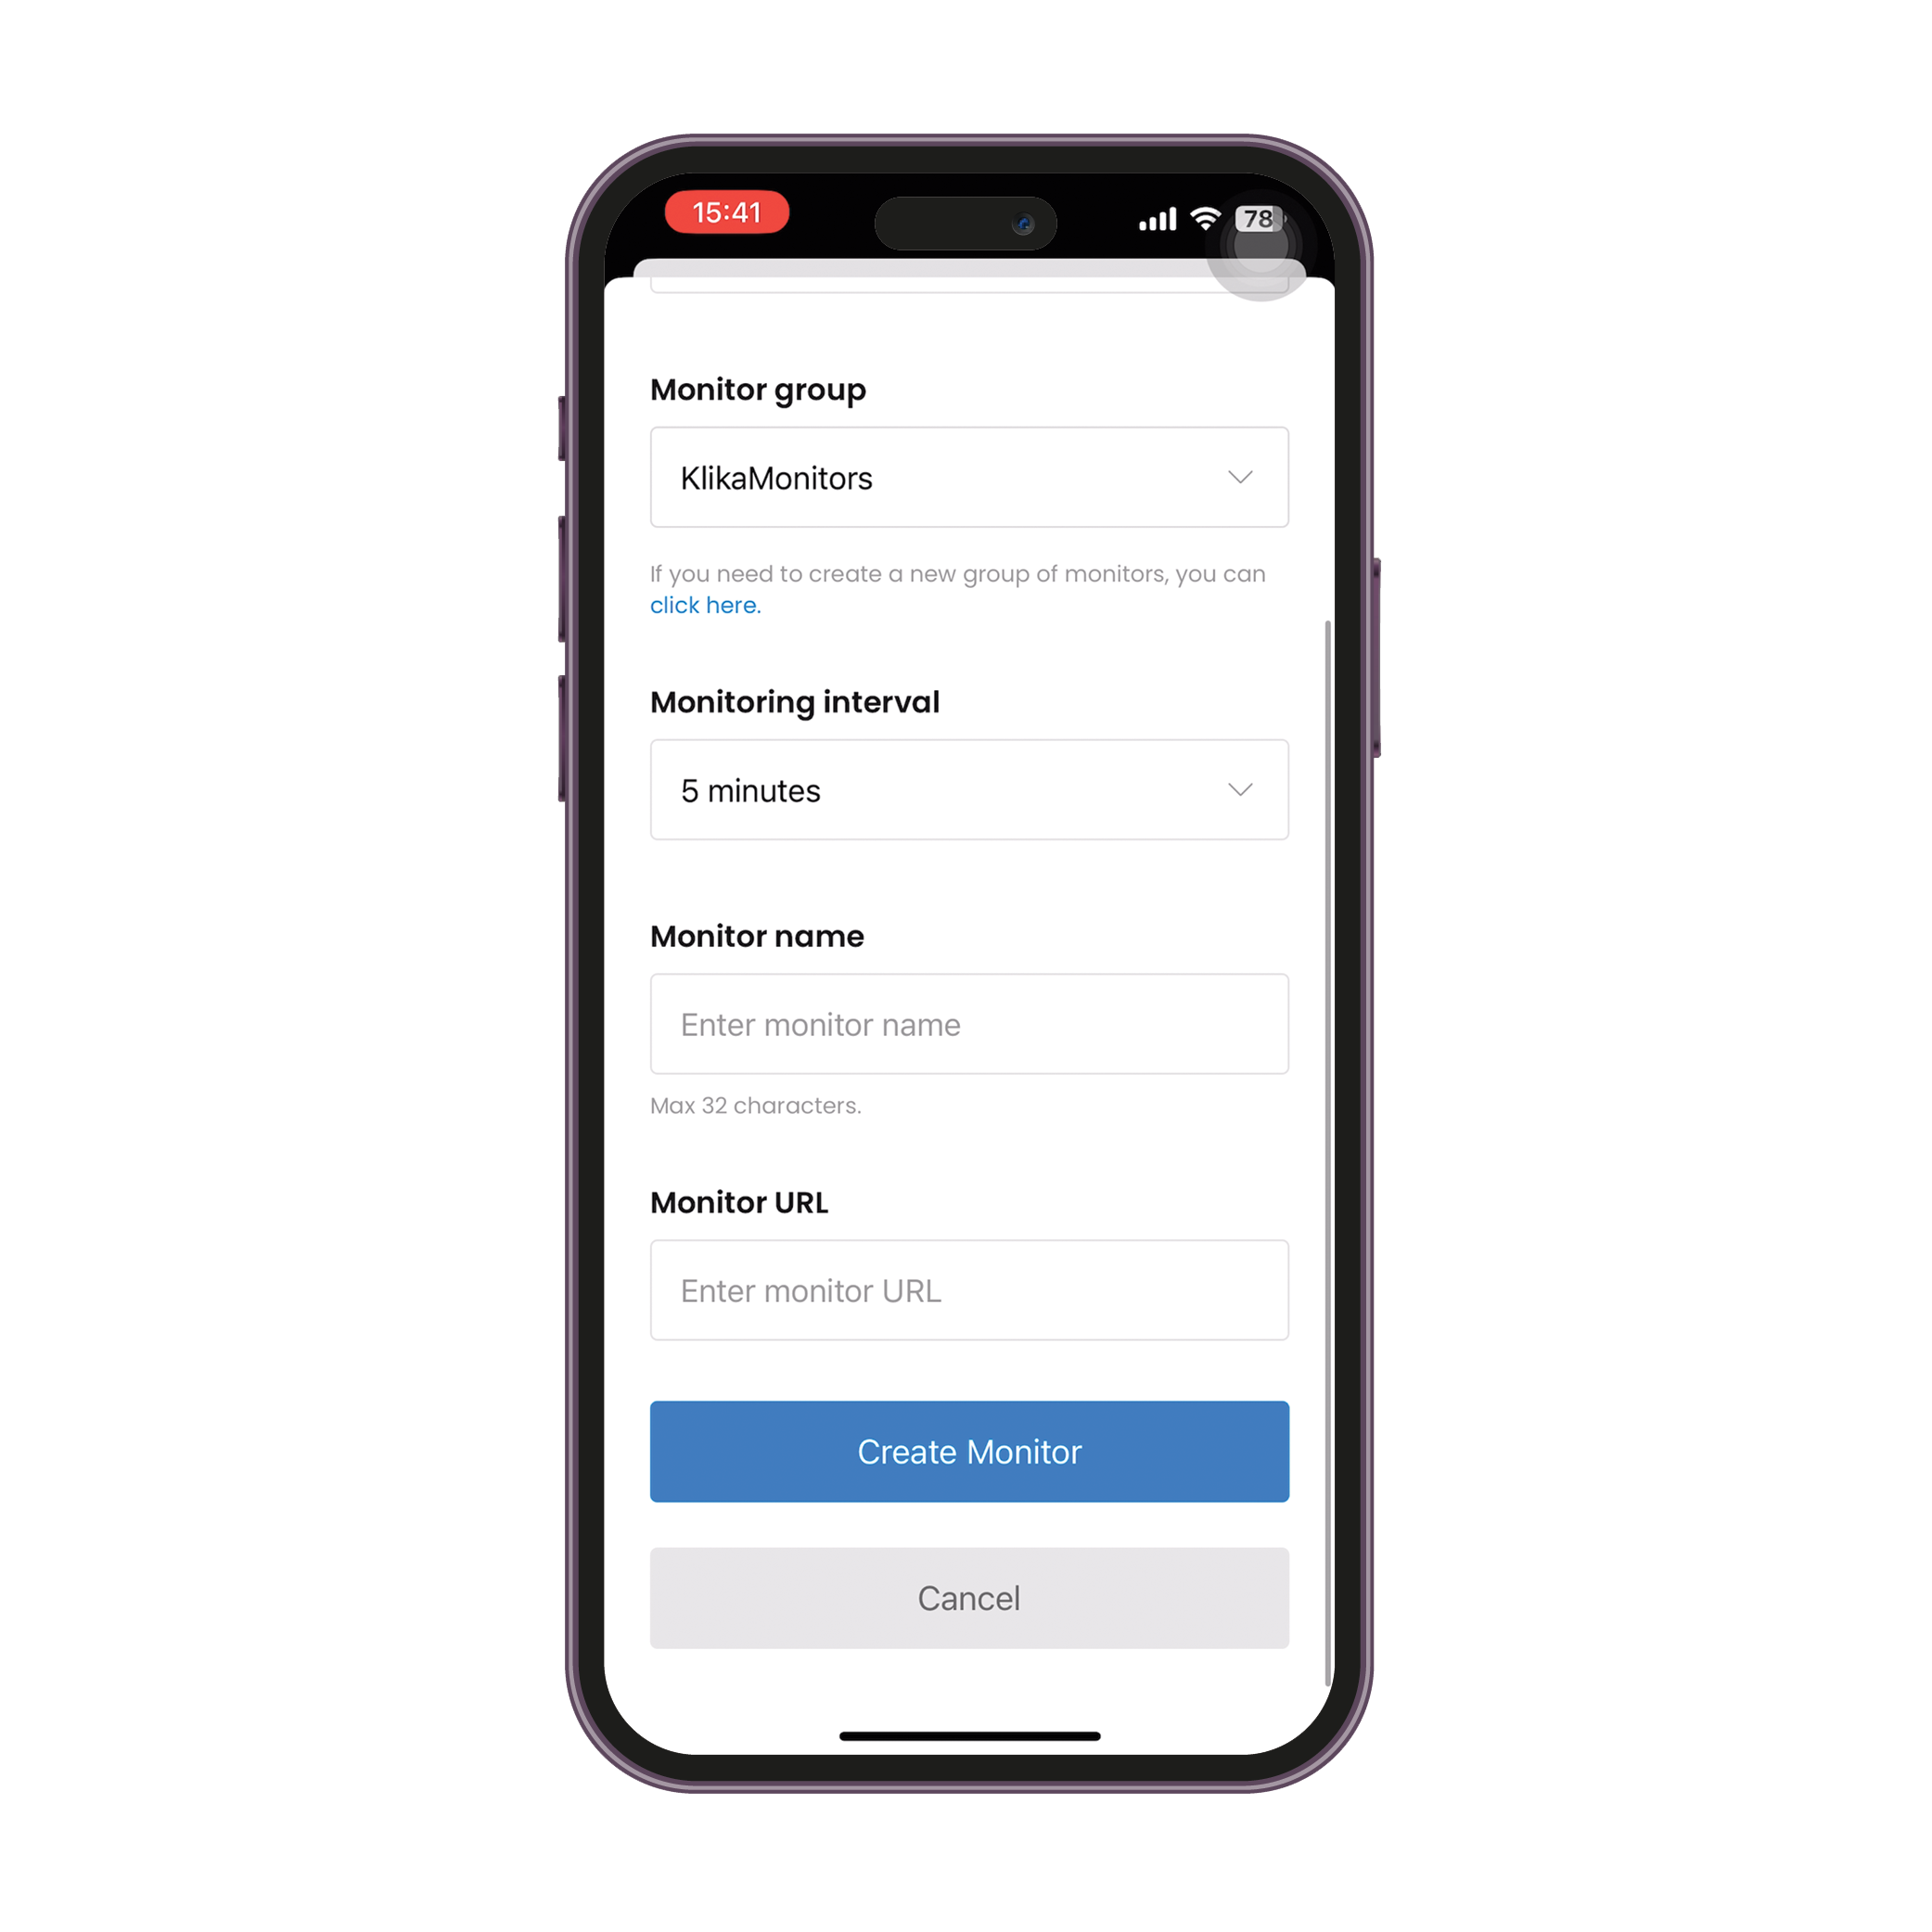 15:41
78
Monitor group
KlikaMonitors
If you need to create a new group of monitors, you can
click here.
Monitoring interval
5 minutes
Monitor name
Enter monitor name
Max 32 characters.
Monitor URL
Enter monitor URL
Create Monitor
Cancel